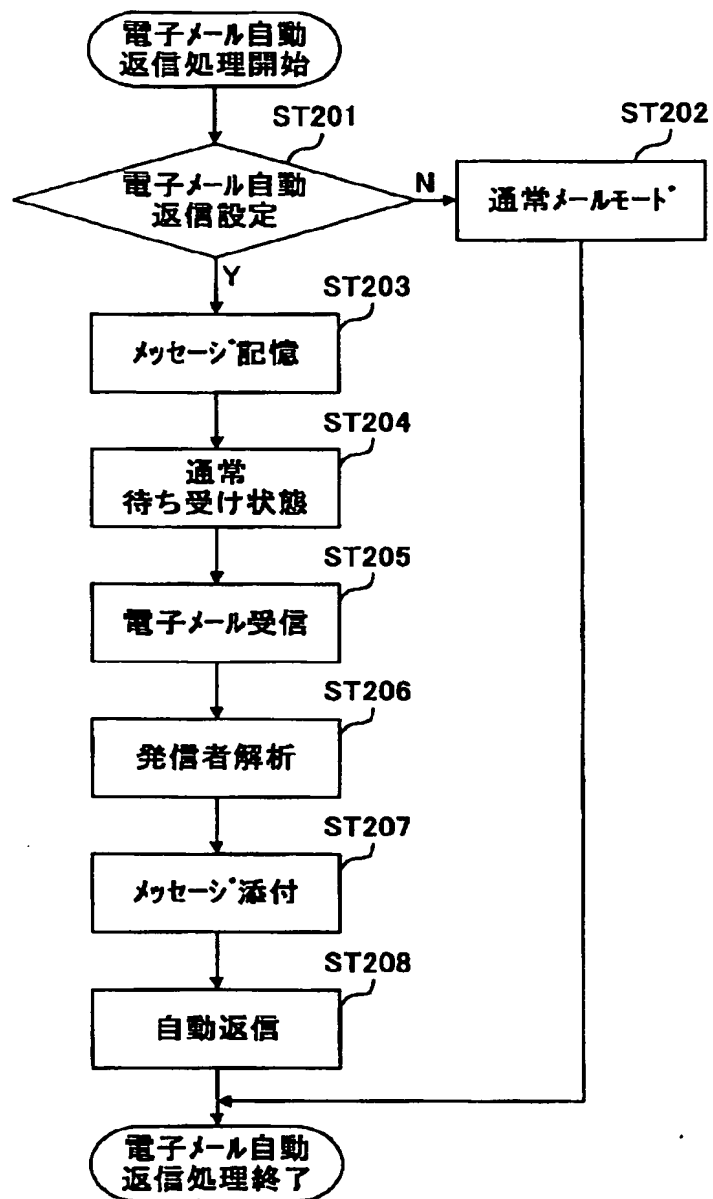 電子ﾒｰﾙ自動
返信処理開始
ST201
電子ﾒｰﾙ自動
返信設定
N
ST202
通常ﾒｰﾙﾓｰﾄﾞ
Y
ST203
ﾒｯｾｰｼﾞ記憶
ST204
通常
待ち受け状態
ST205
電子ﾒｰﾙ受信
ST206
発信者解析
ST207
ﾒｯｾｰｼﾞ添付
ST208
自動返信
電子ﾒｰﾙ自動
返信処理終了